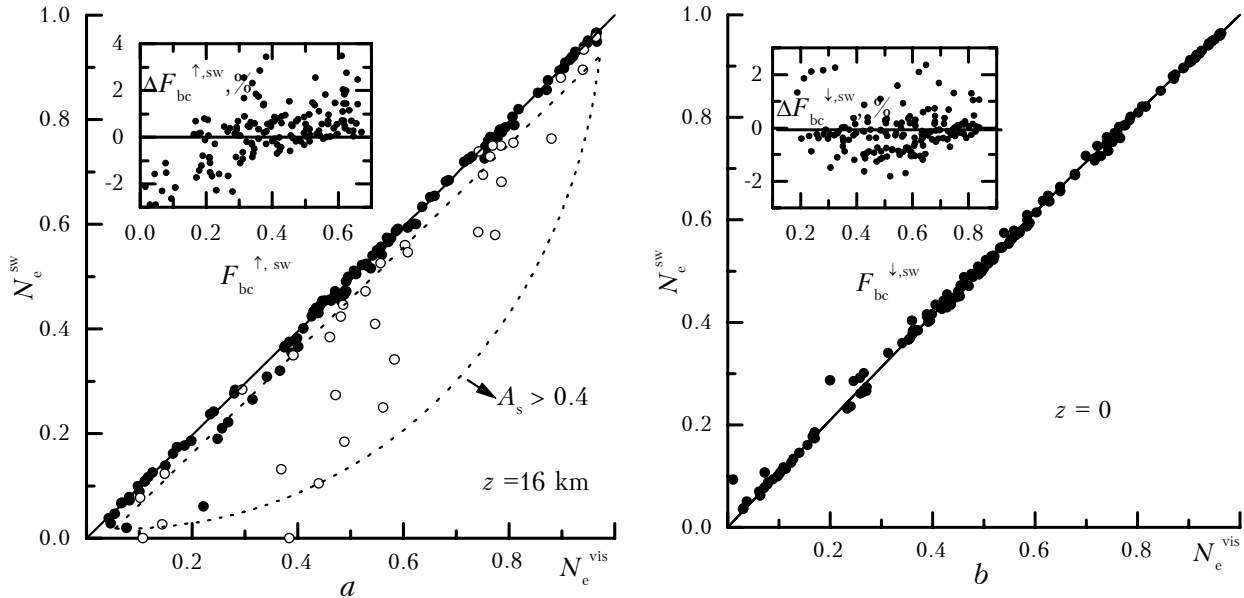 1.0
0.8
0.6
0.4
0.2
0.0
N_e^sw
4
2
0
-2
ΔF_bc^↑,sw, %
0.0 0.2 0.4 0.6
F_bc^↑, sw
A_s > 0.4
z =16 km
0.2 0.4 0.6 0.8 N_e^vis
a
1.0
0.8
0.6
0.4
0.2
0.0
N_e^sw
2
0
-2
ΔF_bc^↓,sw, %
0.2 0.4 0.6 0.8
F_bc^↓,sw
z = 0
0.2 0.4 0.6 0.8 N_e^vis
b